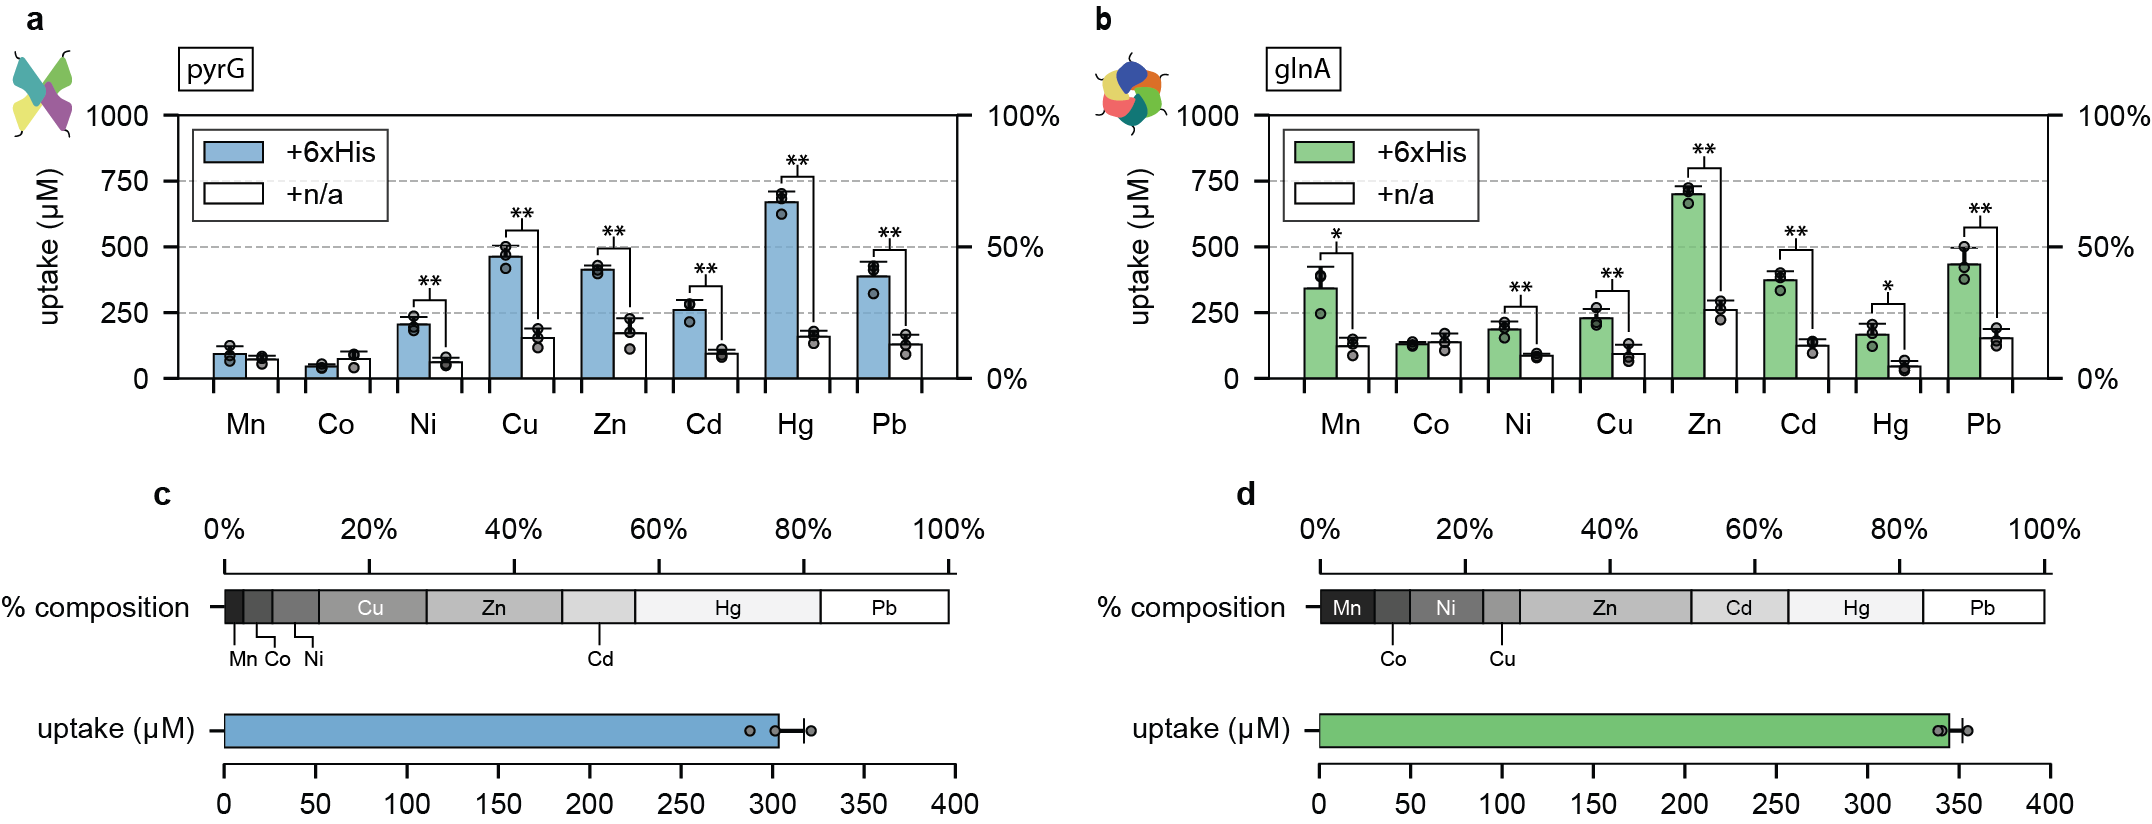 a
pyrG
1000
750
500
250
0
uptake (µM)
100%
50%
0%
+6xHis
+n/a
**
**
**
**
**
**
Mn Co Ni Cu Zn Cd Hg Pb
b
glnA
1000
750
500
250
0
uptake (µM)
100%
50%
0%
+6xHis
+n/a
*
**
**
**
**
*
**
Mn Co Ni Cu Zn Cd Hg Pb
c
0% 20% 40% 60% 80% 100%
% composition
Cu Zn Hg Pb
Mn Co Ni Cd
uptake (µM)
0 50 100 150 200 250 300 350 400
d
0% 20% 40% 60% 80% 100%
% composition
Mn Ni Zn Cd Hg Pb
Co Cu
uptake (µM)
0 50 100 150 200 250 300 350 400